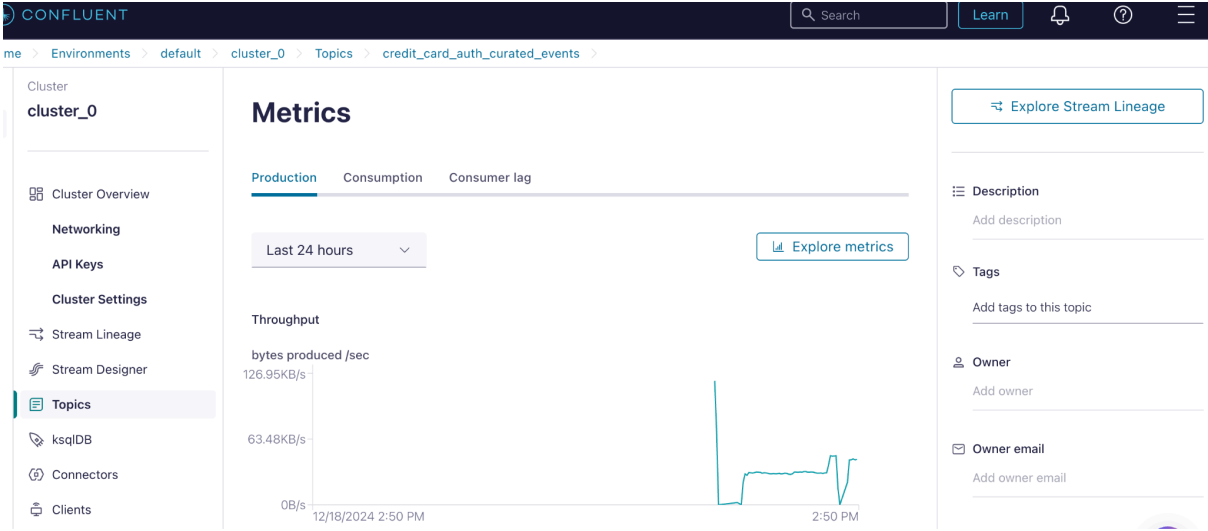 CONFLUENT
Search
Learn
me > Environments > default > cluster_0 > Topics > credit_card_auth_curated_events >
Cluster
cluster_0
Cluster Overview
Networking
API Keys
Cluster Settings
Stream Lineage
Stream Designer
Topics
ksqlDB
Connectors
Clients
Metrics
Production Consumption Consumer lag
Last 24 hours
Explore metrics
Throughput
bytes produced /sec
126.95KB/s
63.48KB/s
0B/s
12/18/2024 2:50 PM
2:50 PM
Explore Stream Lineage
Description
Add description
Tags
Add tags to this topic
Owner
Add owner
Owner email
Add owner email